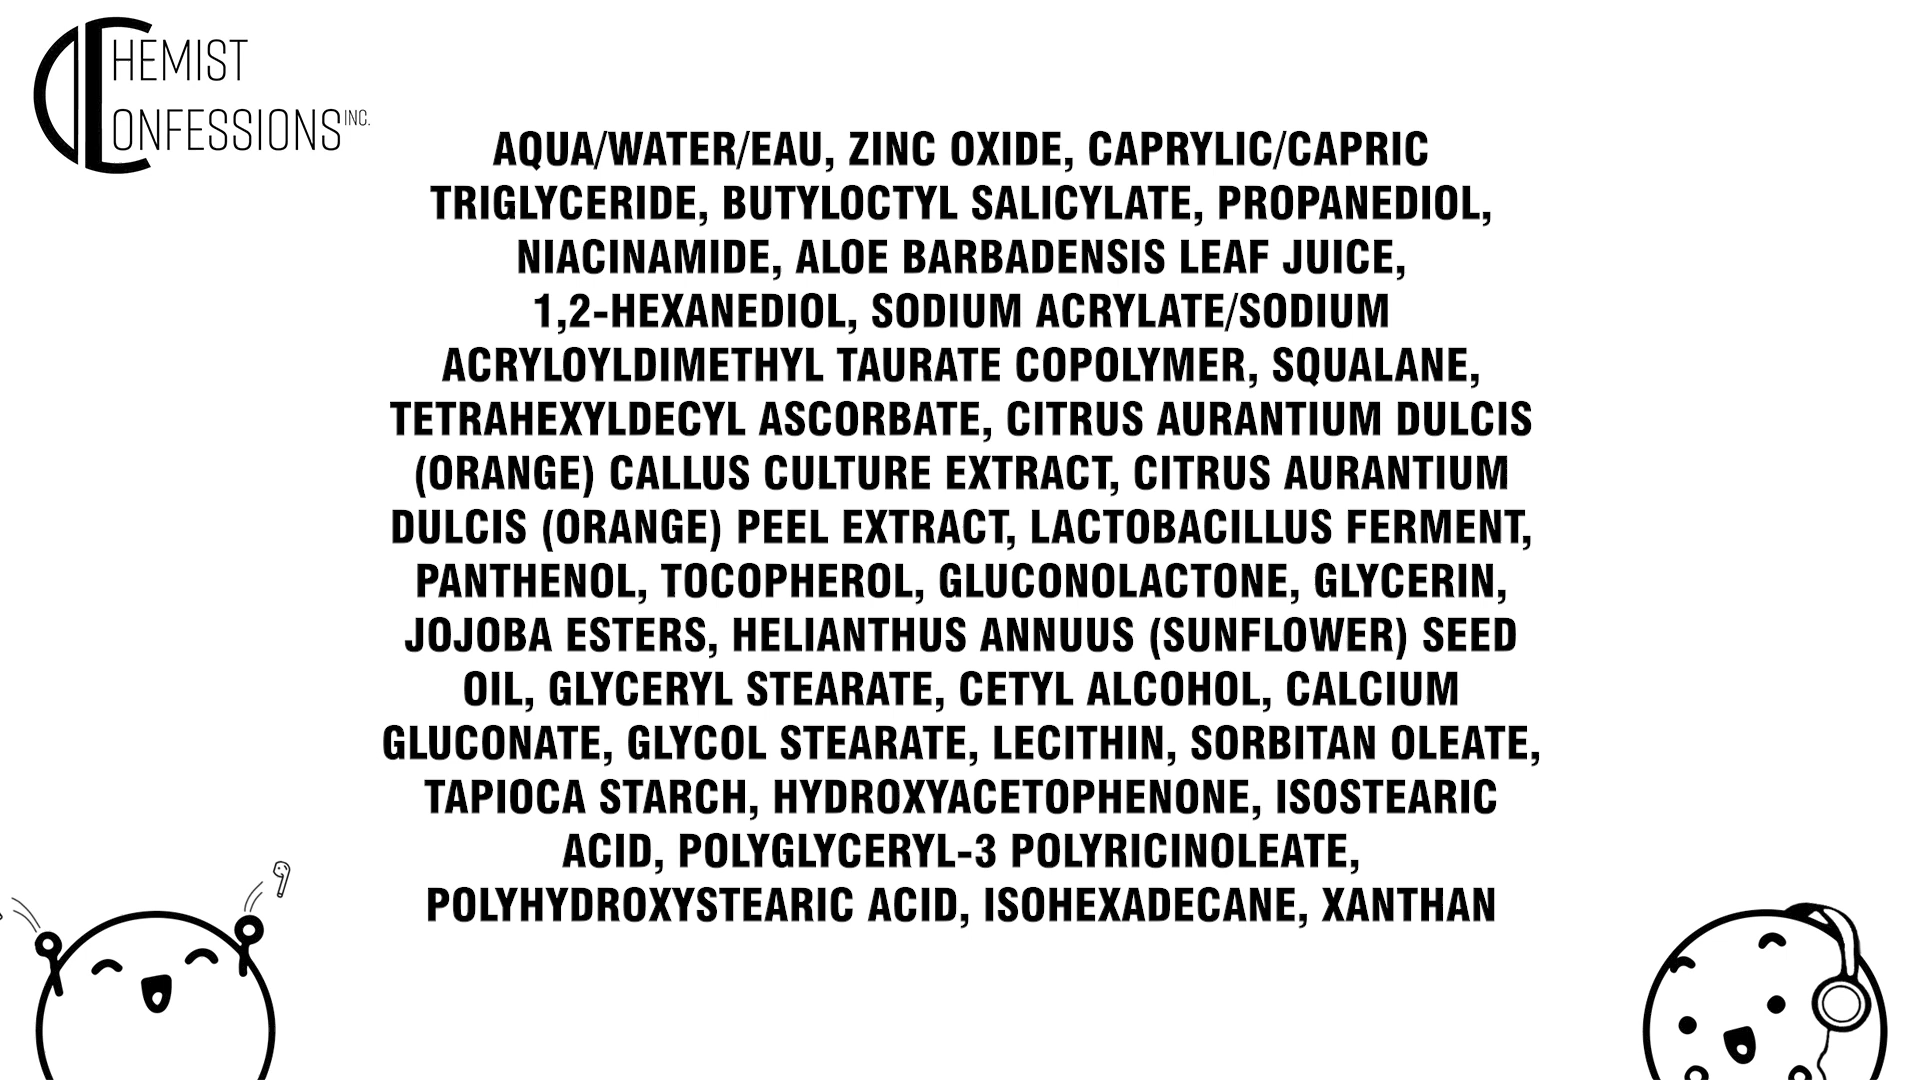 CHEMIST
CONFESSIONS INC.
AQUA/WATER/EAU, ZINC OXIDE, CAPRYLIC/CAPRIC
TRIGLYCERIDE, BUTYLOCTYL SALICYLATE, PROPANEDIOL,
NIACINAMIDE, ALOE BARBADENSIS LEAF JUICE,
1,2-HEXANEDIOL, SODIUM ACRYLATE/SODIUM
ACRYLOYLDIMETHYL TAURATE COPOLYMER, SQUALANE,
TETRAHEXYLDECYL ASCORBATE, CITRUS AURANTIUM DULCIS
(ORANGE) CALLUS CULTURE EXTRACT, CITRUS AURANTIUM
DULCIS (ORANGE) PEEL EXTRACT, LACTOBACILLUS FERMENT,
PANTHENOL, TOCOPHEROL, GLUCONOLACTONE, GLYCERIN,
JOJOBA ESTERS, HELIANTHUS ANNUUS (SUNFLOWER) SEED
OIL, GLYCERYL STEARATE, CETYL ALCOHOL, CALCIUM
GLUCONATE, GLYCOL STEARATE, LECITHIN, SORBITAN OLEATE,
TAPIOCA STARCH, HYDROXYACETOPHENONE, ISOSTEARIC
ACID, POLYGLYCERYL-3 POLYRICINOLEATE,
POLYHYDROXYSTEARIC ACID, ISOHEXADECANE, XANTHAN